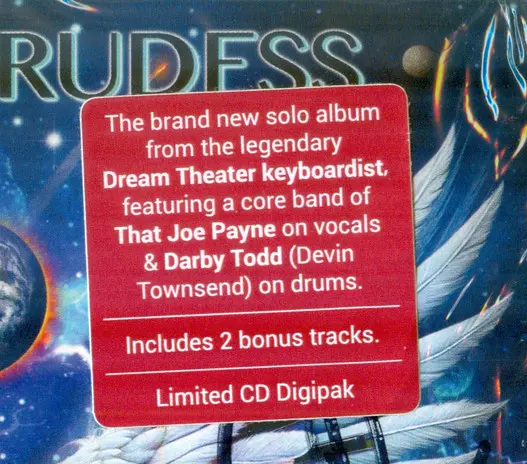 RUDESS
The brand new solo album
from the legendary
Dream Theater keyboardist,
featuring a core band of
That Joe Payne on vocals
& Darby Todd (Devin
Townsend) on drums.
Includes 2 bonus tracks.
Limited CD Digipak